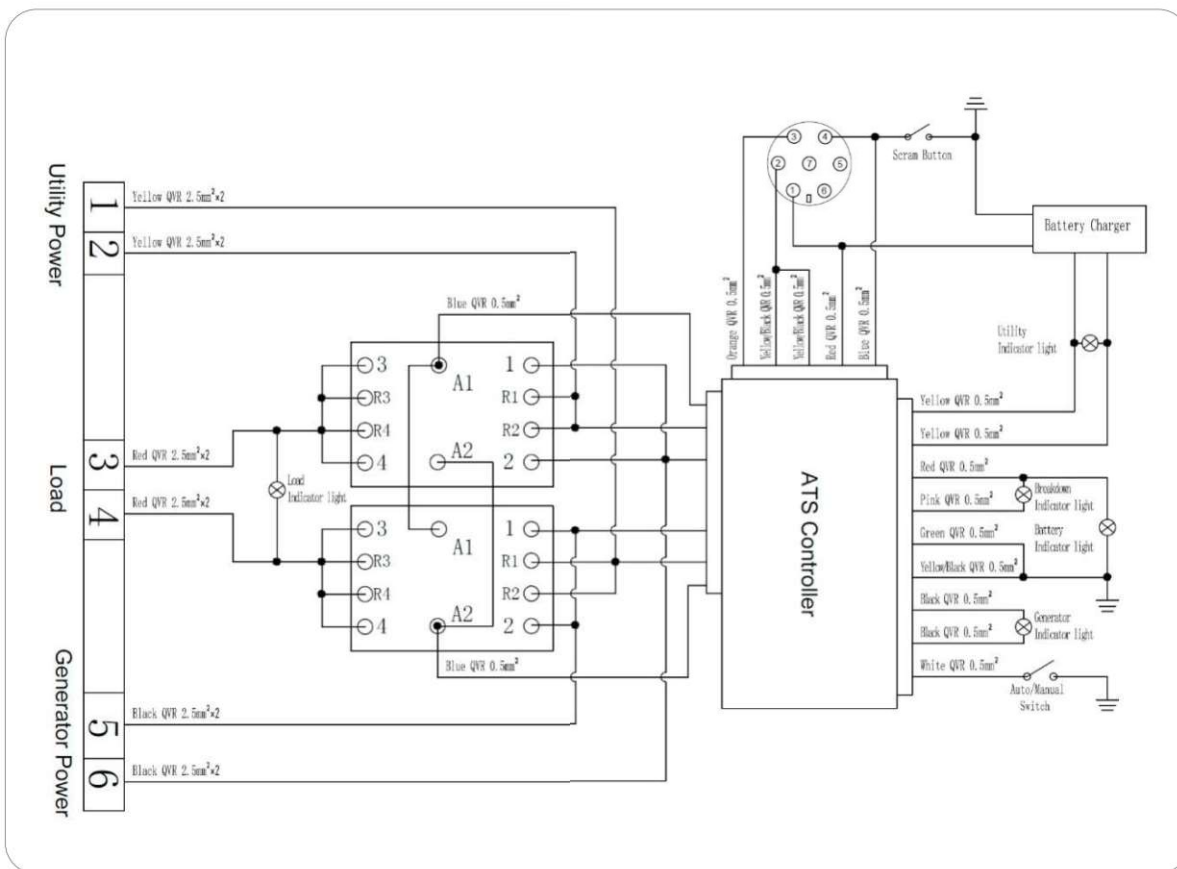 Utility Power
1
Yellow QVR 2.5mm²×2
2
Yellow QVR 2.5mm²×2
Load
3
Red QVR 2.5mm²×2
4
Red QVR 2.5mm²×2
Generator Power
5
Black QVR 2.5mm²×2
6
Black QVR 2.5mm²×2
Load
Indicator light
Blue QVR 0.5mm²
3
R3
R4
4
A1
A2
1
R1
R2
2
3
R3
R4
4
A1
A2
1
R1
R2
2
Blue QVR 0.5mm²
3
4
2
7
5
1
6
Scram Button
Battery Charger
Orange QVR 0.5mm²
Yellow/Black QVR 0.5mm²
Yellow/Black QVR 0.5mm²
Red QVR 0.5mm²
Blue QVR 0.5mm²
Utility
Indicator light
ATS Controller
Yellow QVR 0.5mm²
Yellow QVR 0.5mm²
Red QVR 0.5mm²
Breakdown
Indicator light
Pink QVR 0.5mm²
Battery
Indicator light
Green QVR 0.5mm²
Yellow/Black QVR 0.5mm²
Black QVR 0.5mm²
Generator
Indicator light
Black QVR 0.5mm²
White QVR 0.5mm²
Auto/Manual
Switch